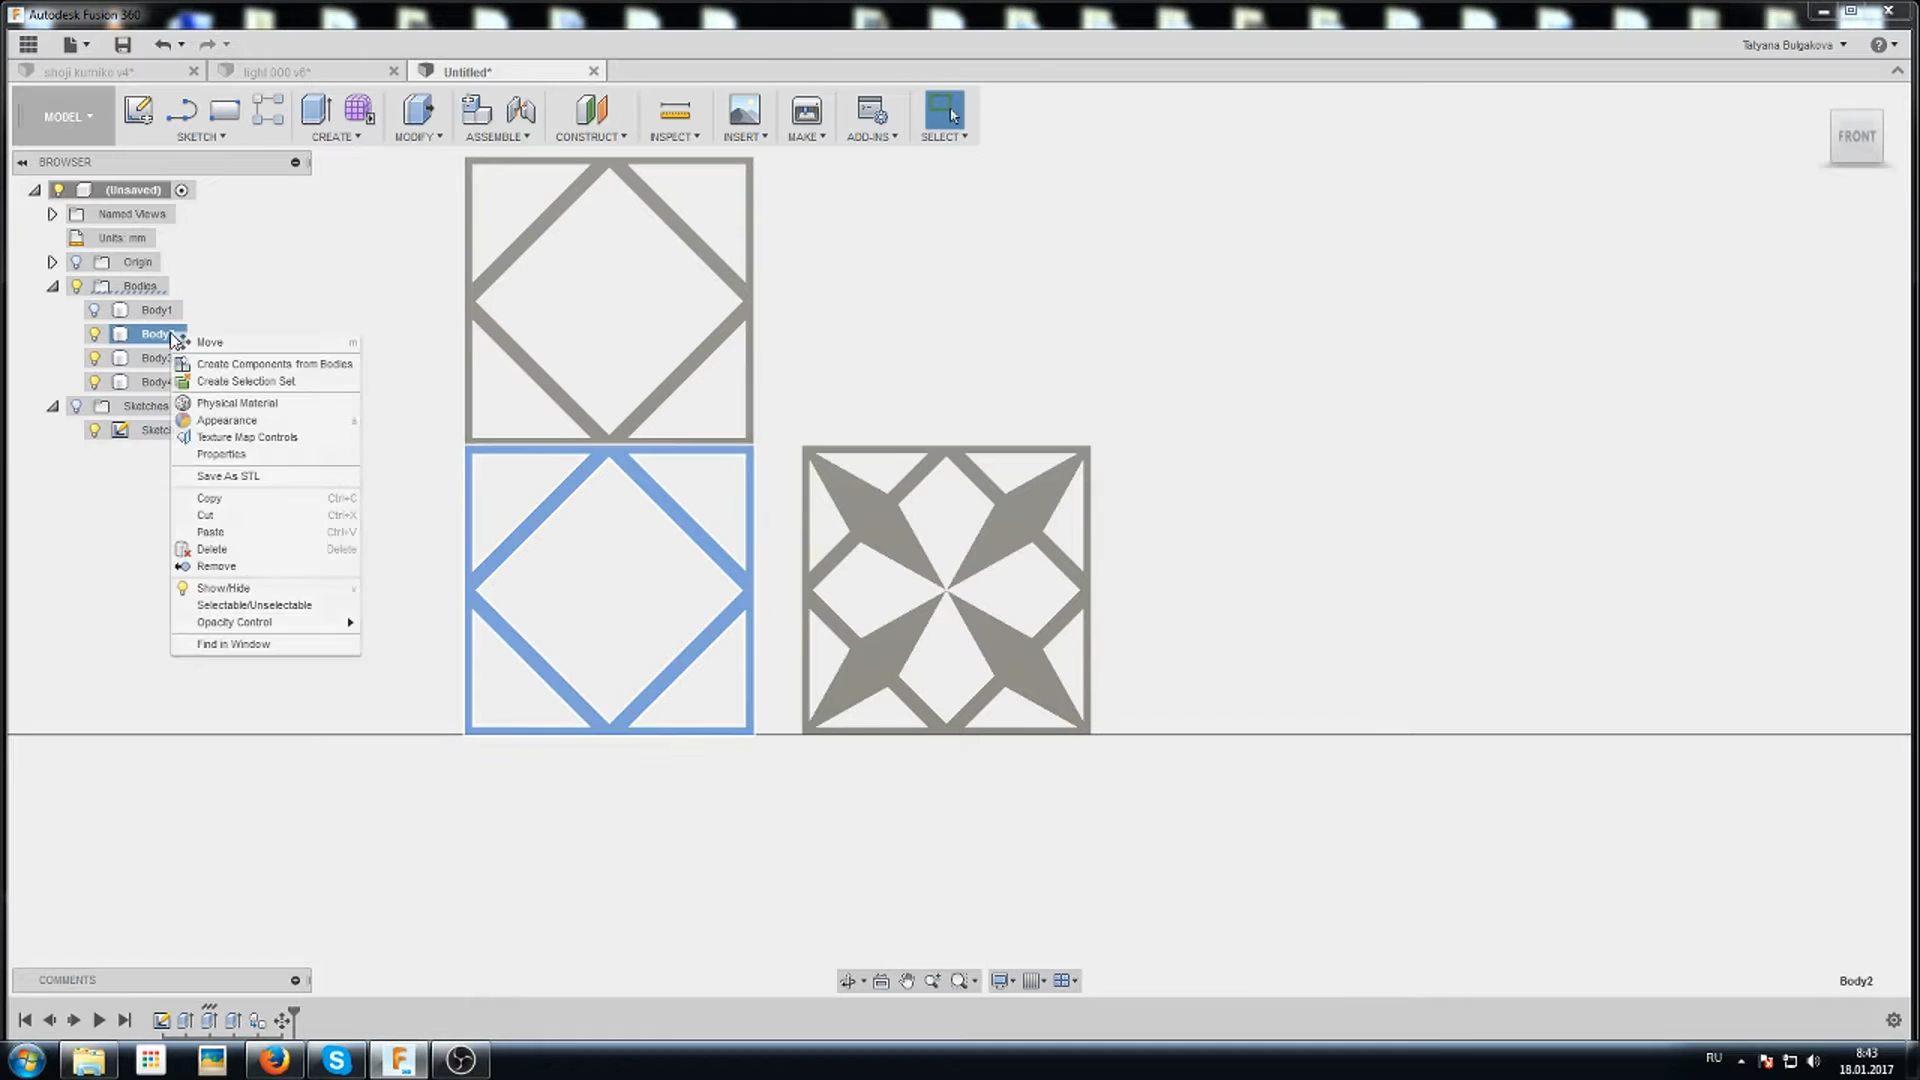 Autodesk Fusion 360
Tatyana Bulgakova
shoji kumiko v4*
light 000 v6*
Untitled*
MODEL
SKETCH
CREATE
MODIFY
ASSEMBLE
CONSTRUCT
INSPECT
INSERT
MAKE
ADD-INS
SELECT
FRONT
BROWSER
(Unsaved)
Named Views
Units: mm
Origin
Bodies
Body1
Sketches
Move m
Create Components from Bodies
Create Selection Set
Physical Material
Appearance a
Texture Map Controls
Properties
Save As STL
Copy Ctrl+C
Cut Ctrl+X
Paste Ctrl+V
Delete Delete
Remove
Show/Hide v
Selectable/Unselectable
Opacity Control
Find in Window
COMMENTS
Body2
RU
8:43
18.01.2017